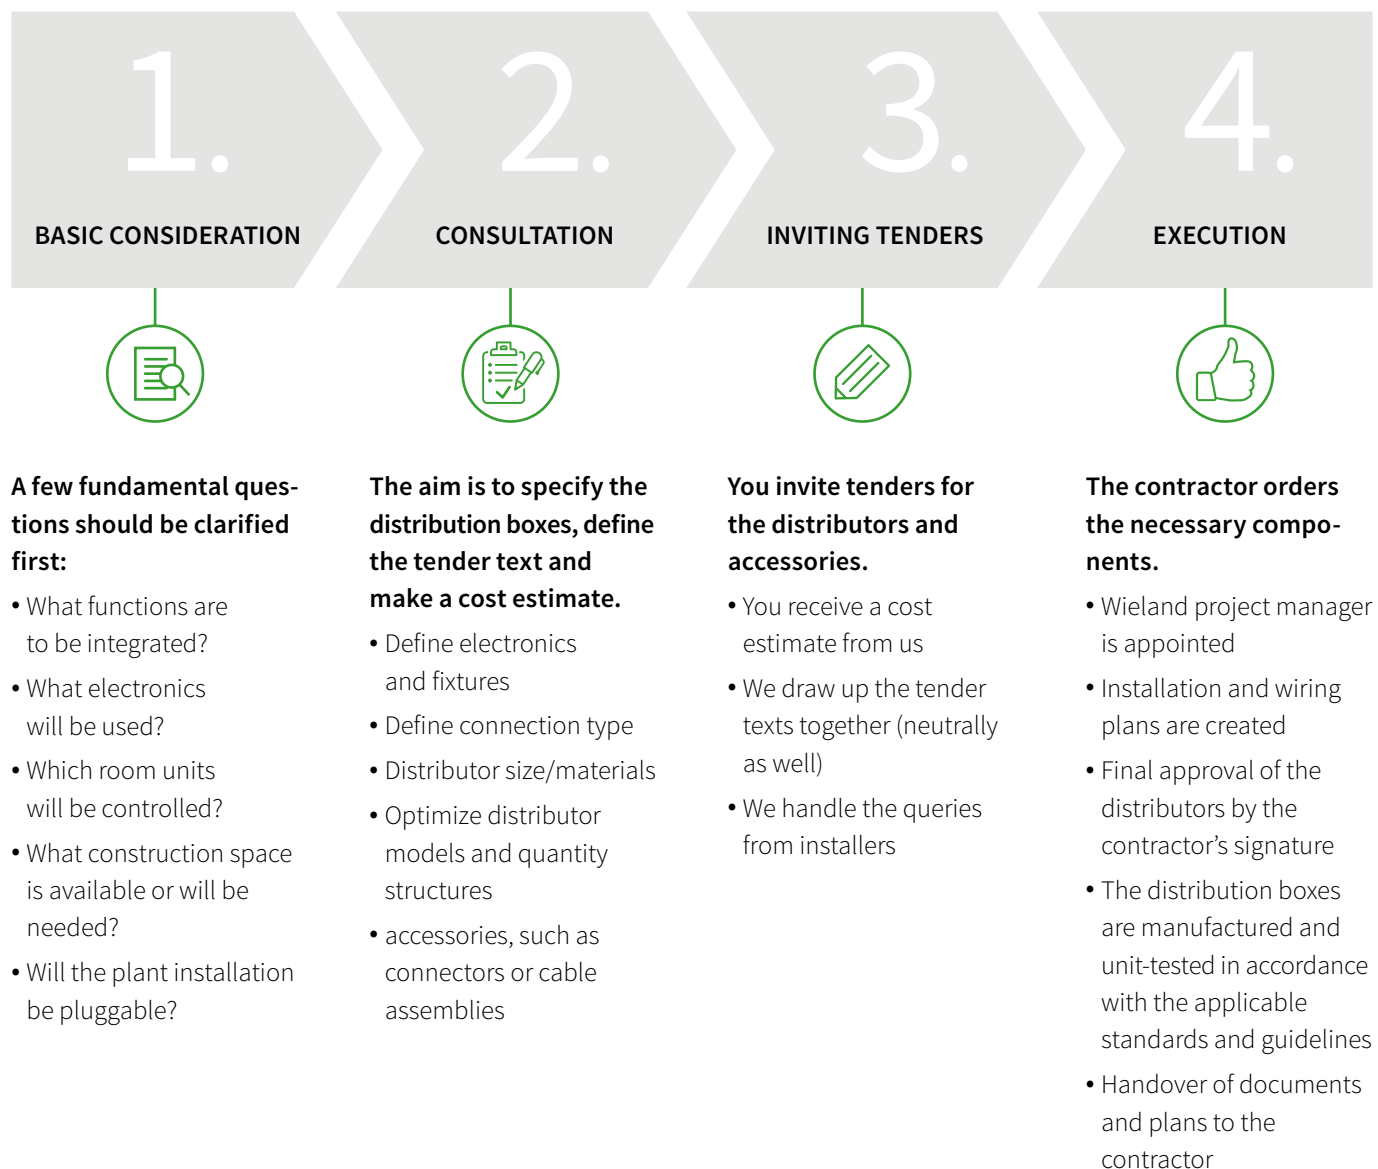 1.
BASIC CONSIDERATION
2.
CONSULTATION
3.
INVITING TENDERS
4.
EXECUTION
A few fundamental ques-
tions should be clarified
first:
• What functions are
to be integrated?
• What electronics
will be used?
• Which room units
will be controlled?
• What construction space
is available or will be
needed?
• Will the plant installation
be pluggable?
The aim is to specify the
distribution boxes, define
the tender text and
make a cost estimate.
• Define electronics
and fixtures
• Define connection type
• Distributor size/materials
• Optimize distributor
models and quantity
structures
• accessories, such as
connectors or cable
assemblies
You invite tenders for
the distributors and
accessories.
• You receive a cost
estimate from us
• We draw up the tender
texts together (neutrally
as well)
• We handle the queries
from installers
The contractor orders
the necessary compo-
nents.
• Wieland project manager
is appointed
• Installation and wiring
plans are created
• Final approval of the
distributors by the
contractor’s signature
• The distribution boxes
are manufactured and
unit-tested in accordance
with the applicable
standards and guidelines
• Handover of documents
and plans to the
contractor